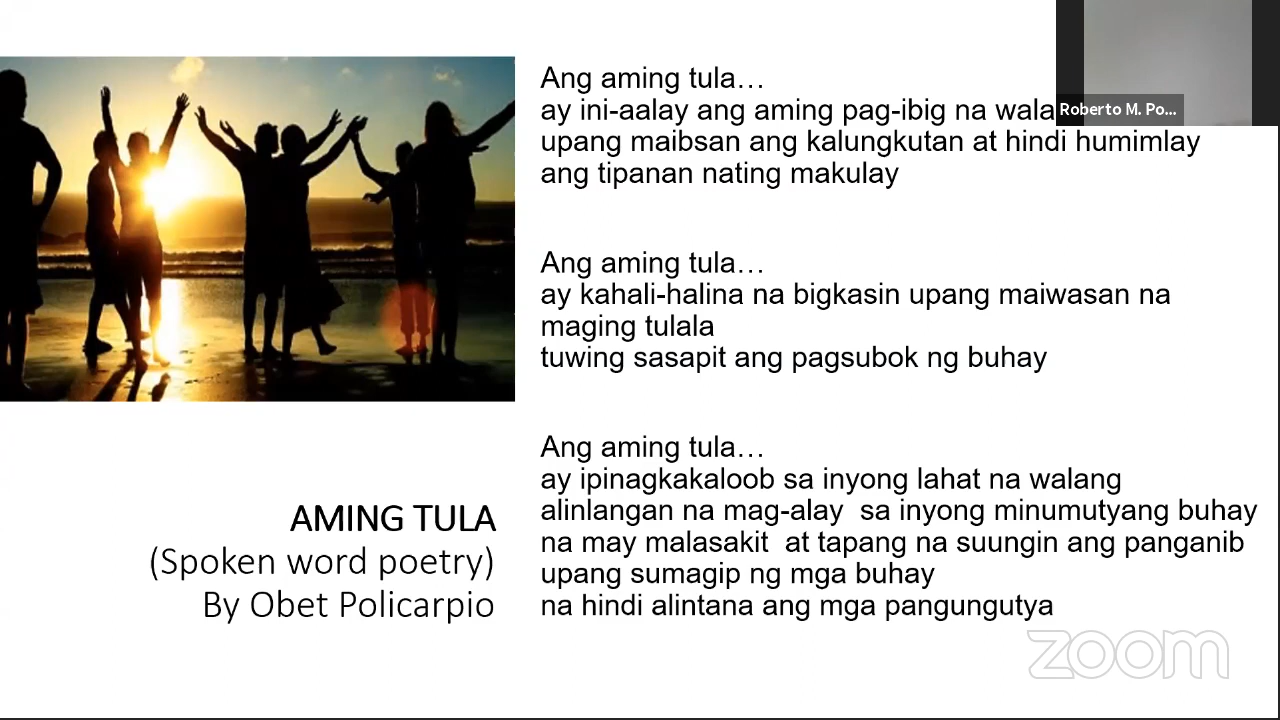 Ang aming tula…
ay ini-aalay ang aming pag-ibig na
upang maibsan ang kalungkutan at hindi humimlay
ang tipanan nating makulay
Ang aming tula…
ay kahali-halina na bigkasin upang maiwasan na
maging tulala
tuwing sasapit ang pagsubok ng buhay
Ang aming tula…
ay ipinagkakaloob sa inyong lahat na walang
alinlangan na mag-alay  sa inyong minumutyang buhay
na may malasakit  at tapang na suungin ang panganib
upang sumagip ng mga buhay
na hindi alintana ang mga pangungutya
AMING TULA
(Spoken word poetry)
By Obet Policarpio
Roberto M. Po...
zoom